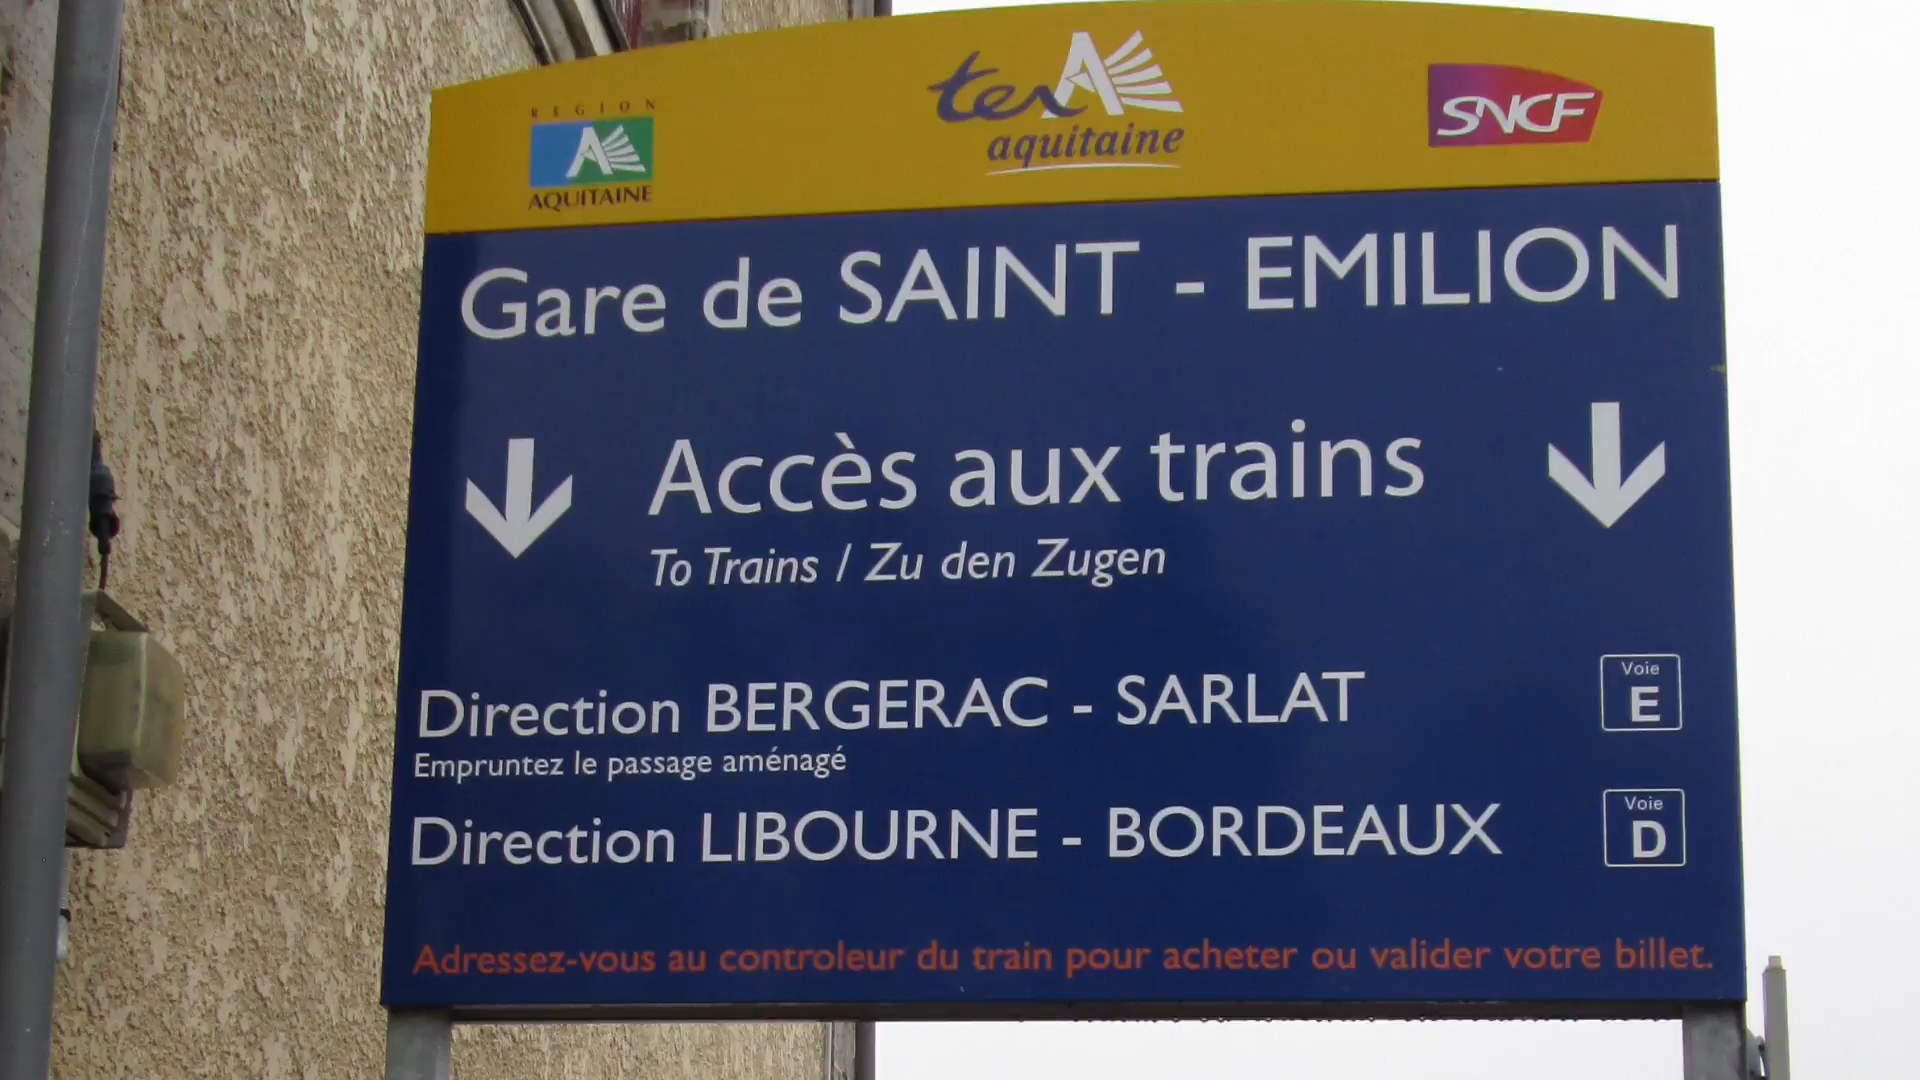 RÉGION
AQUITAINE
ter
aquitaine
SNCF
Gare de SAINT - EMILION
Accès aux trains
To Trains / Zu den Zugen
Direction BERGERAC - SARLAT
Voie
E
Empruntez le passage aménagé
Direction LIBOURNE - BORDEAUX
Voie
D
Adressez-vous au controleur du train pour acheter ou valider votre billet.